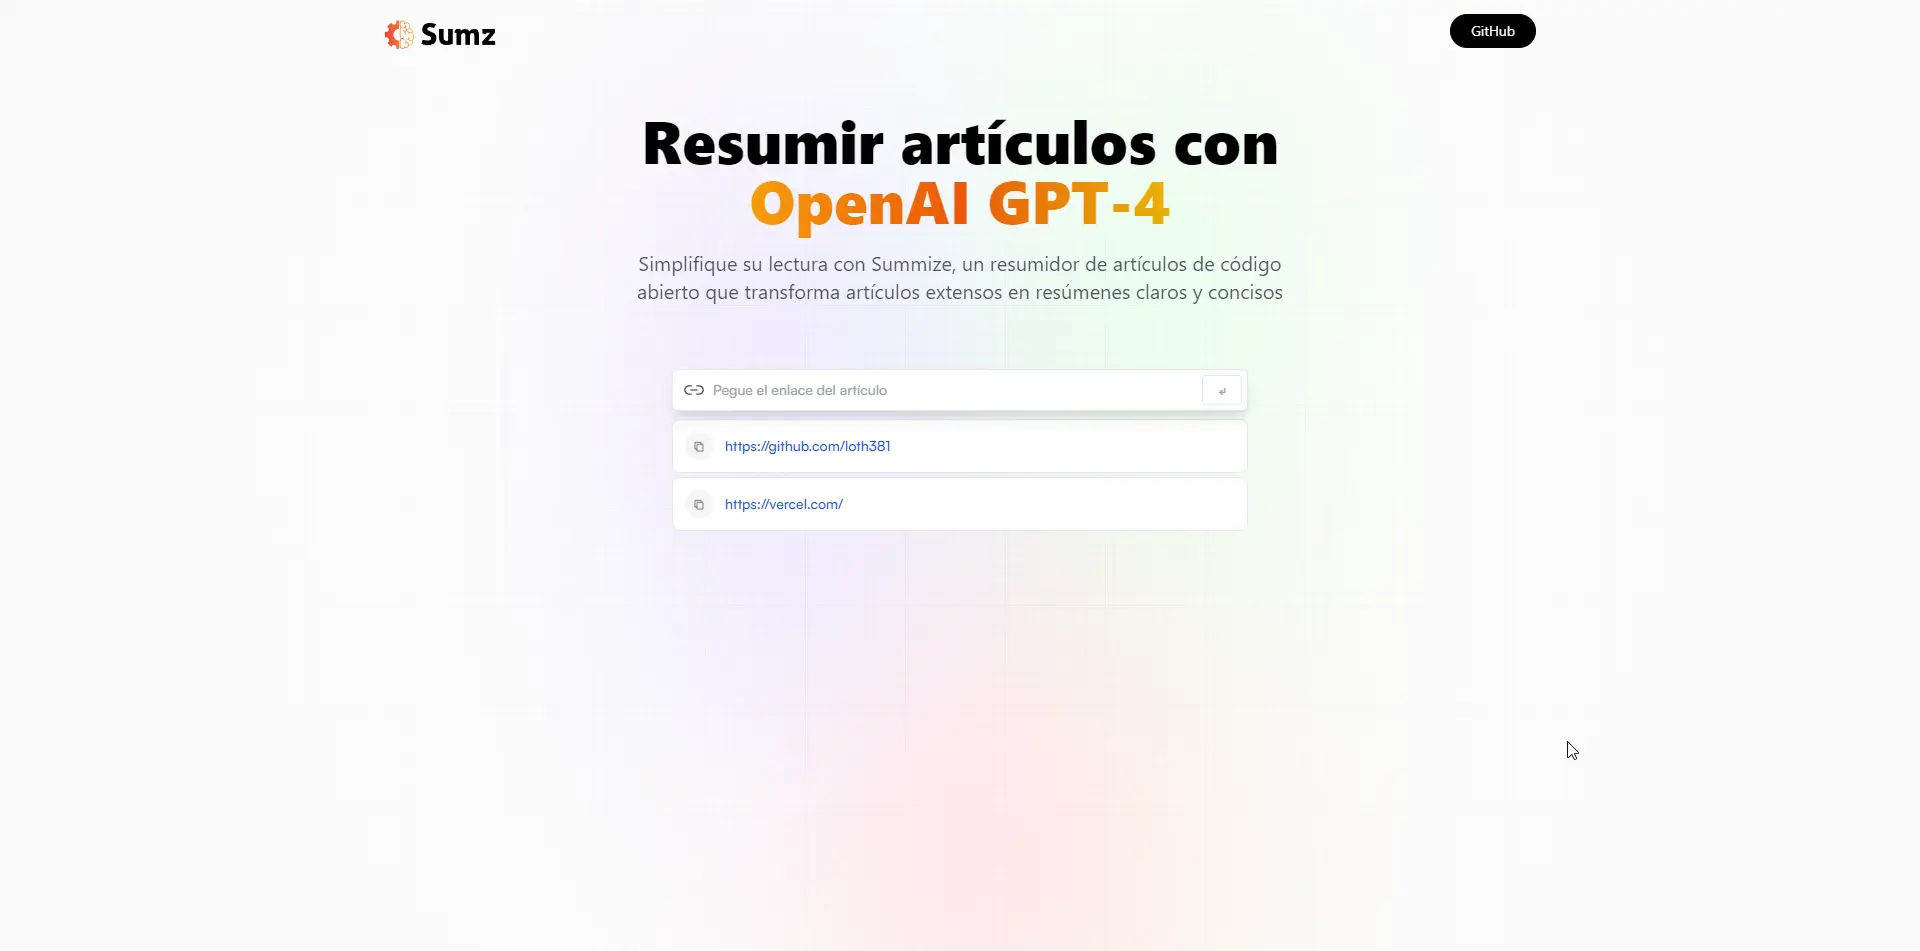 Sumz
GitHub
Resumir artículos con
OpenAI GPT-4
Simplifique su lectura con Summize, un resumidor de artículos de código
abierto que transforma artículos extensos en resúmenes claros y concisos
Pegue el enlace del artículo
https://github.com/loth381
https://vercel.com/